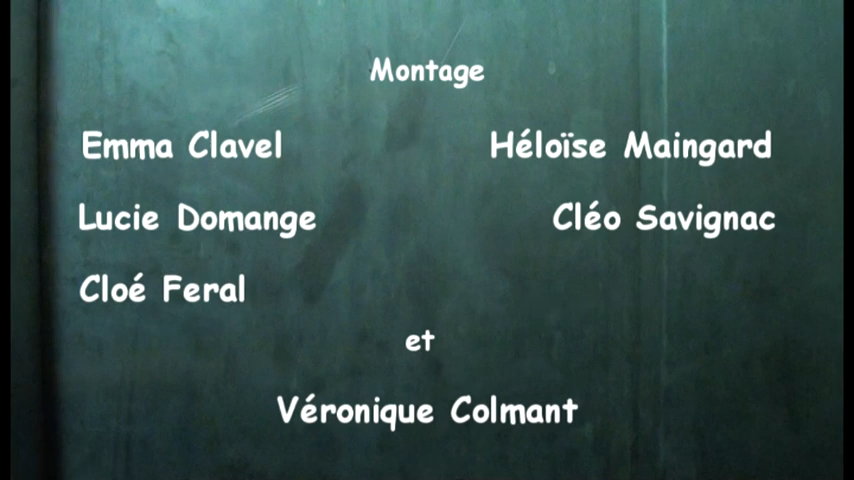 Montage
Emma Clavel Héloïse Maingard
Lucie Domange Cléo Savignac
Cloé Feral
et
Véronique Colmant